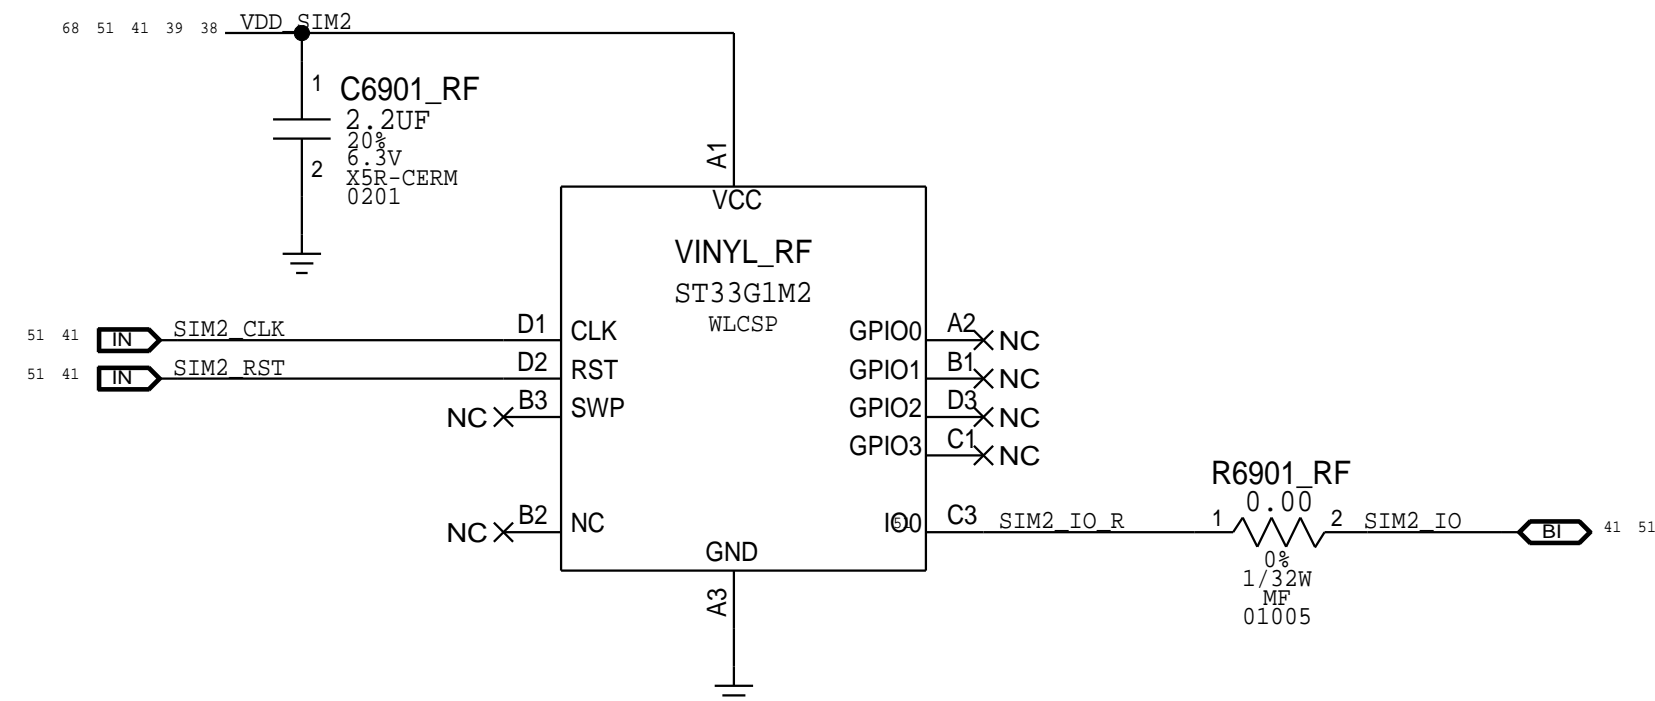 68 51 41 39 38 VDD_SIM2
1 C6901_RF
2.2UF
20%
6.3V
2 X5R-CERM
0201
A1
VCC
VINYL_RF
ST33G1M2
WLCSP
51 41 IN SIM2_CLK D1 CLK
GPIO0 A2 NC
51 41 IN SIM2_RST D2 RST
GPIO1 B1 NC
NC B3 SWP
GPIO2 D3 NC
GPIO3 C1 NC
R6901_RF
0.00
NC B2 NC
IO0 51 C3 SIM2_IO_R 1 2 SIM2_IO BI 41 51
0%
1/32W
MF
01005
GND
A3